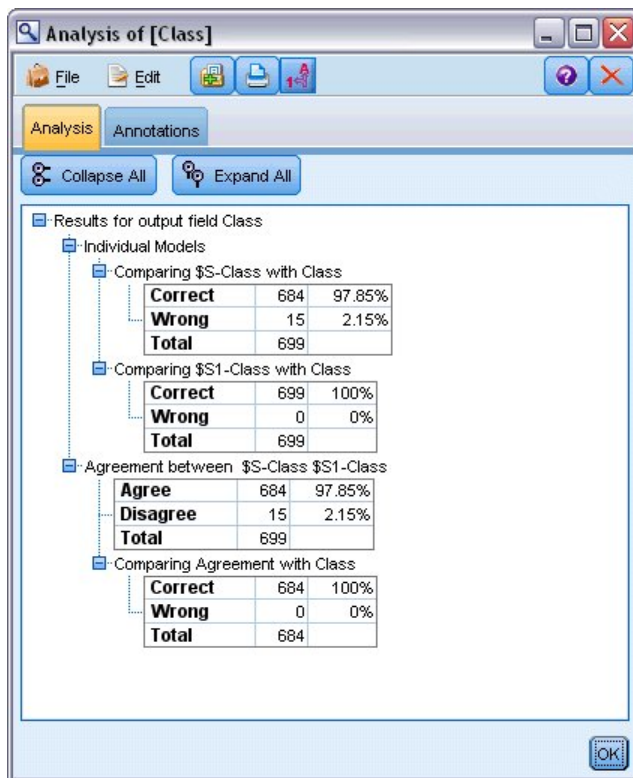 Analysis of [Class]
File Edit
Analysis Annotations
Collapse All Expand All
Results for output field Class
Individual Models
Comparing $S-Class with Class
Correct 684 97.85%
Wrong 15 2.15%
Total 699
Comparing $S1-Class with Class
Correct 699 100%
Wrong 0 0%
Total 699
Agreement between $S-Class $S1-Class
Agree 684 97.85%
Disagree 15 2.15%
Total 699
Comparing Agreement with Class
Correct 684 100%
Wrong 0 0%
Total 684
OK